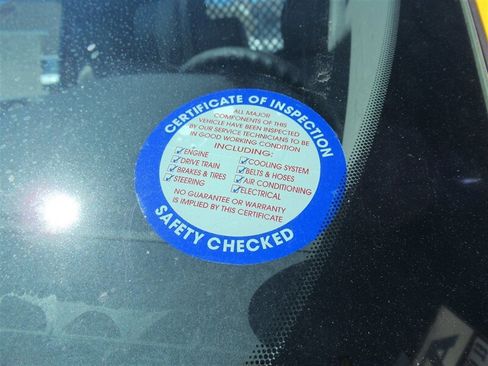 CERTIFICATE OF INSPECTION
ALL MAJOR
COMPONENTS OF THIS
VEHICLE HAVE BEEN INSPECTED
BY OUR SERVICE TECHNICIANS TO BE
IN GOOD WORKING CONDITION
INCLUDING:
ENGINE
DRIVE TRAIN
BRAKES & TIRES
STEERING
COOLING SYSTEM
BELTS & HOSES
AIR CONDITIONING
ELECTRICAL
NO GUARANTEE OR WARRANTY
IS IMPLIED BY THIS CERTIFICATE
SAFETY CHECKED